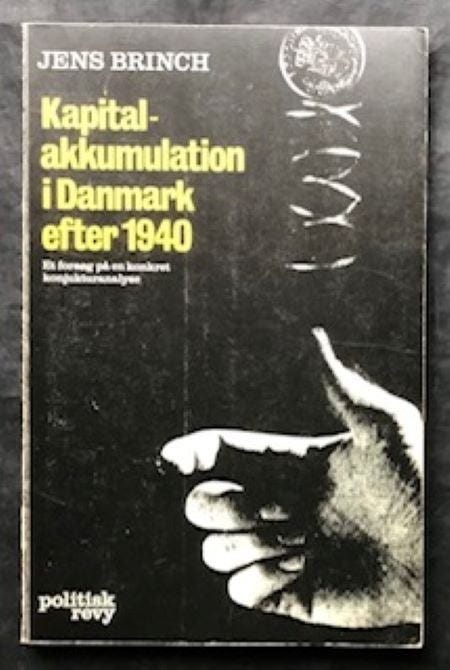 JENS BRINCH
Kapital-
akkumulation
i Danmark
efter 1940
Et forsøg på en konkret
konjunkturanalyse
politisk
revy